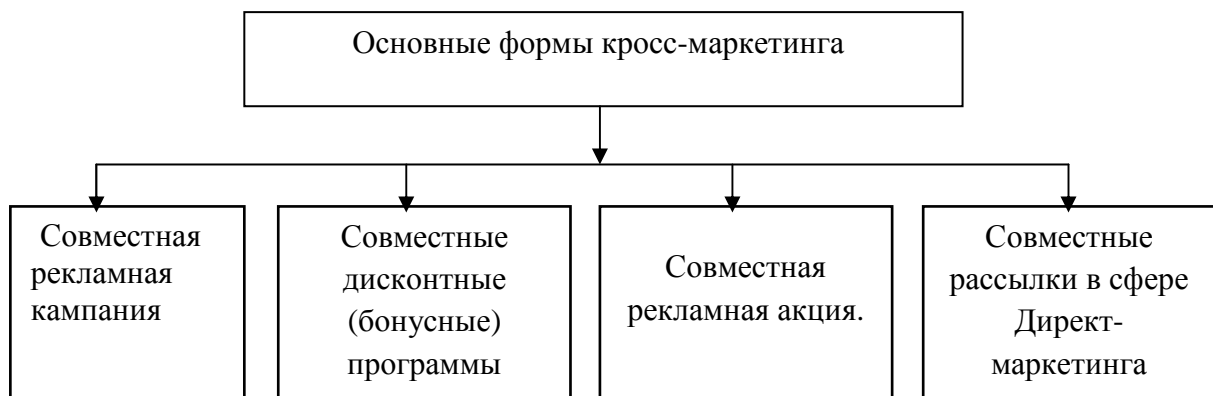 Основные формы кросс-маркетинга
Совместная
рекламная
кампания
Совместные
дисконтные
(бонусные)
программы
Совместная
рекламная акция.
Совместные
рассылки в сфере
Директ-
маркетинга